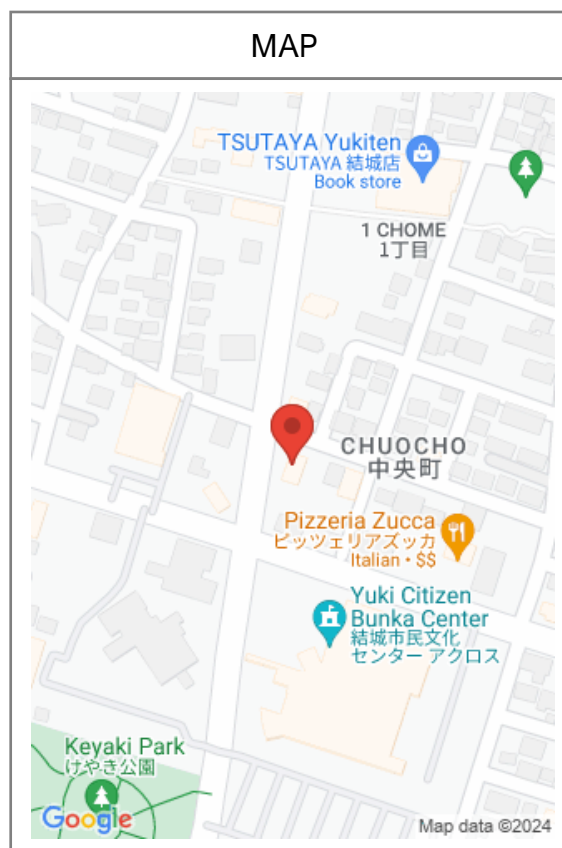 MAP
TSUTAYA Yukiten
TSUTAYA 結城店
Book store
1 CHOME
1丁目
CHUOCHO
中央町
Pizzeria Zucca
ピッツェリアズッカ
Italian • $$
Yuki Citizen
Bunka Center
結城市民文化
センター アクロス
Keyaki Park
けやき公園
Google
Map data ©2024